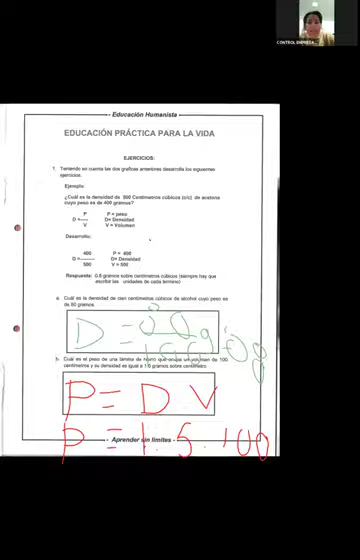 CONTROL EMPRESA...
Educación Humanista
EDUCACIÓN PRÁCTICA PARA LA VIDA
EJERCICIOS:
1. Teniendo en cuenta las dos graficas anteriores desarrolla los siguientes
ejercicios.
Ejemplo:
¿Cuál es la densidad de 500 Centímetros cúbicos (c/c) de acetona
cuyo peso es de 400 gramos?
P P = peso
D =----- D= Densidad
V V = Volumen
Desarrollo:
400 P = 400
D =------ D= Densidad
500 V = 500
Respuesta: 0.8 gramos sobre centímetros cúbicos (siempre hay que
escribir las unidades de cada termino)
a. Cuál es la densidad de cien centímetros cúbicos de alcohol cuyo peso es
de 80 gramos.
D =
b. Cuál es el peso de una lámina de hierro que ocupa un volumen de 100
centímetros y su densidad es igual a 1.5 gramos sobre centímetro
P = D V
P = 1.5.100
- Aprender sin limites -